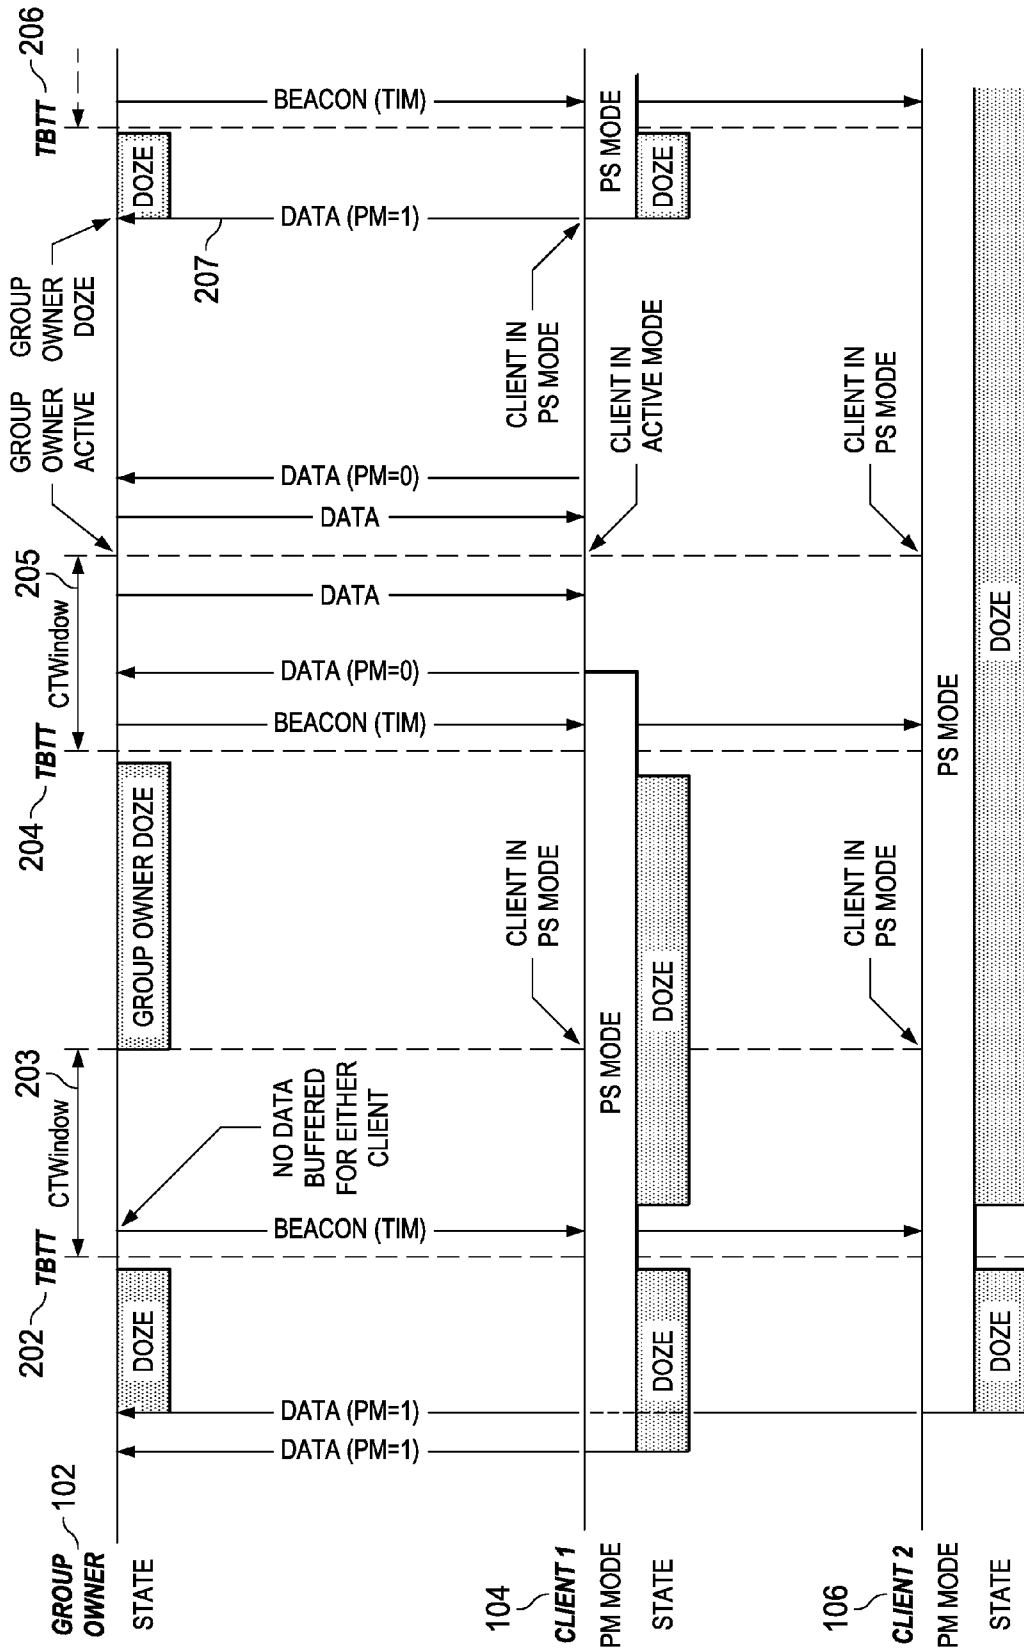 GROUP
OWNER
102
STATE
104
CLIENT 1
PM MODE
STATE
106
CLIENT 2
PM MODE
STATE
202
TBTT
CTWindow
203
204
TBTT
CTWindow
205
GROUP
OWNER
ACTIVE
GROUP
OWNER
DOZE
TBTT
206
DATA (PM=1)
DATA (PM=1)
DOZE
BEACON (TIM)
NO DATA
BUFFERED
FOR EITHER
CLIENT
GROUP OWNER DOZE
BEACON (TIM)
DATA (PM=0)
DATA
DATA
DATA (PM=0)
DATA (PM=1)
207
DOZE
BEACON (TIM)
CLIENT IN
PS MODE
CLIENT IN
PS MODE
PS MODE
PS MODE
DOZE
DOZE
CLIENT IN
ACTIVE MODE
DOZE
CLIENT IN
PS MODE
CLIENT IN
PS MODE
PS MODE
DOZE
DOZE